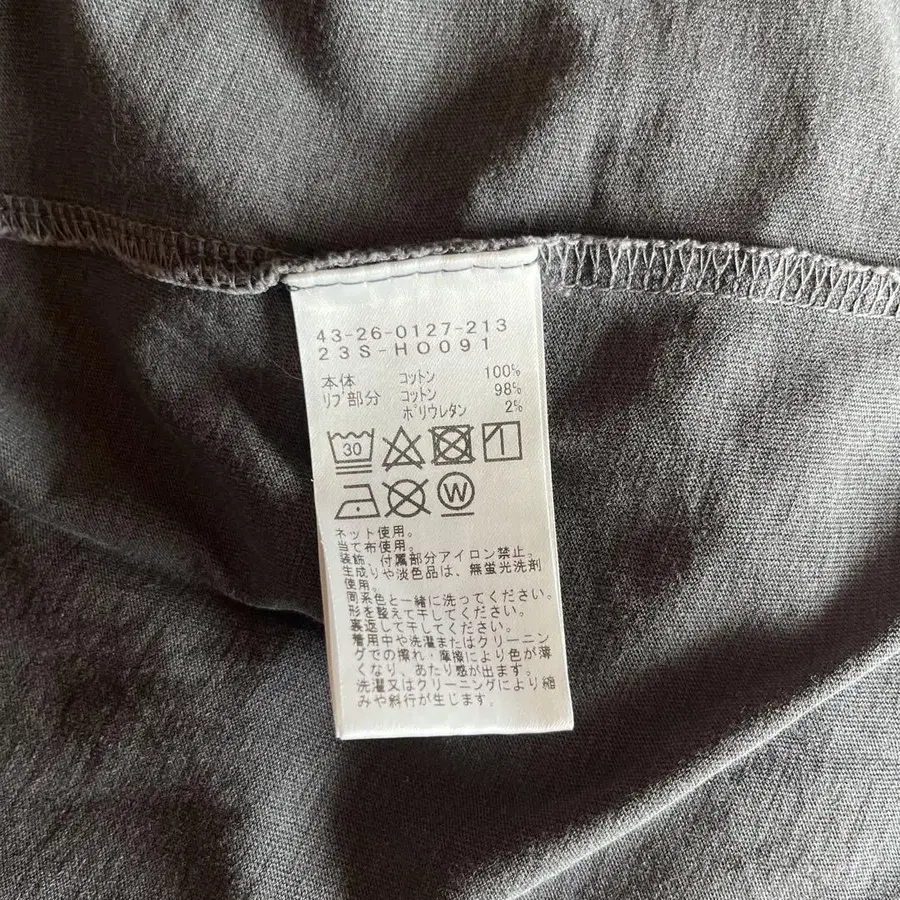 43-26-0127-213
23S-H0091
本体 コットン 100%
リブ部分 コットン 98%
ポリウレタン 2%
30
W
ネット使用。
当て布使用。
装飾、付属部分アイロン禁止。
生成りや淡色品は、無蛍光洗剤
使用。
同系色と一緒に洗ってください。
形を整えて干してください。
裏返して干してください。
着用中や洗濯またはクリーニン
グでの擦れ・摩擦により色が薄
くなり、あたり感が出ます。
洗濯又はクリーニングにより縮
みや斜行が生じます。